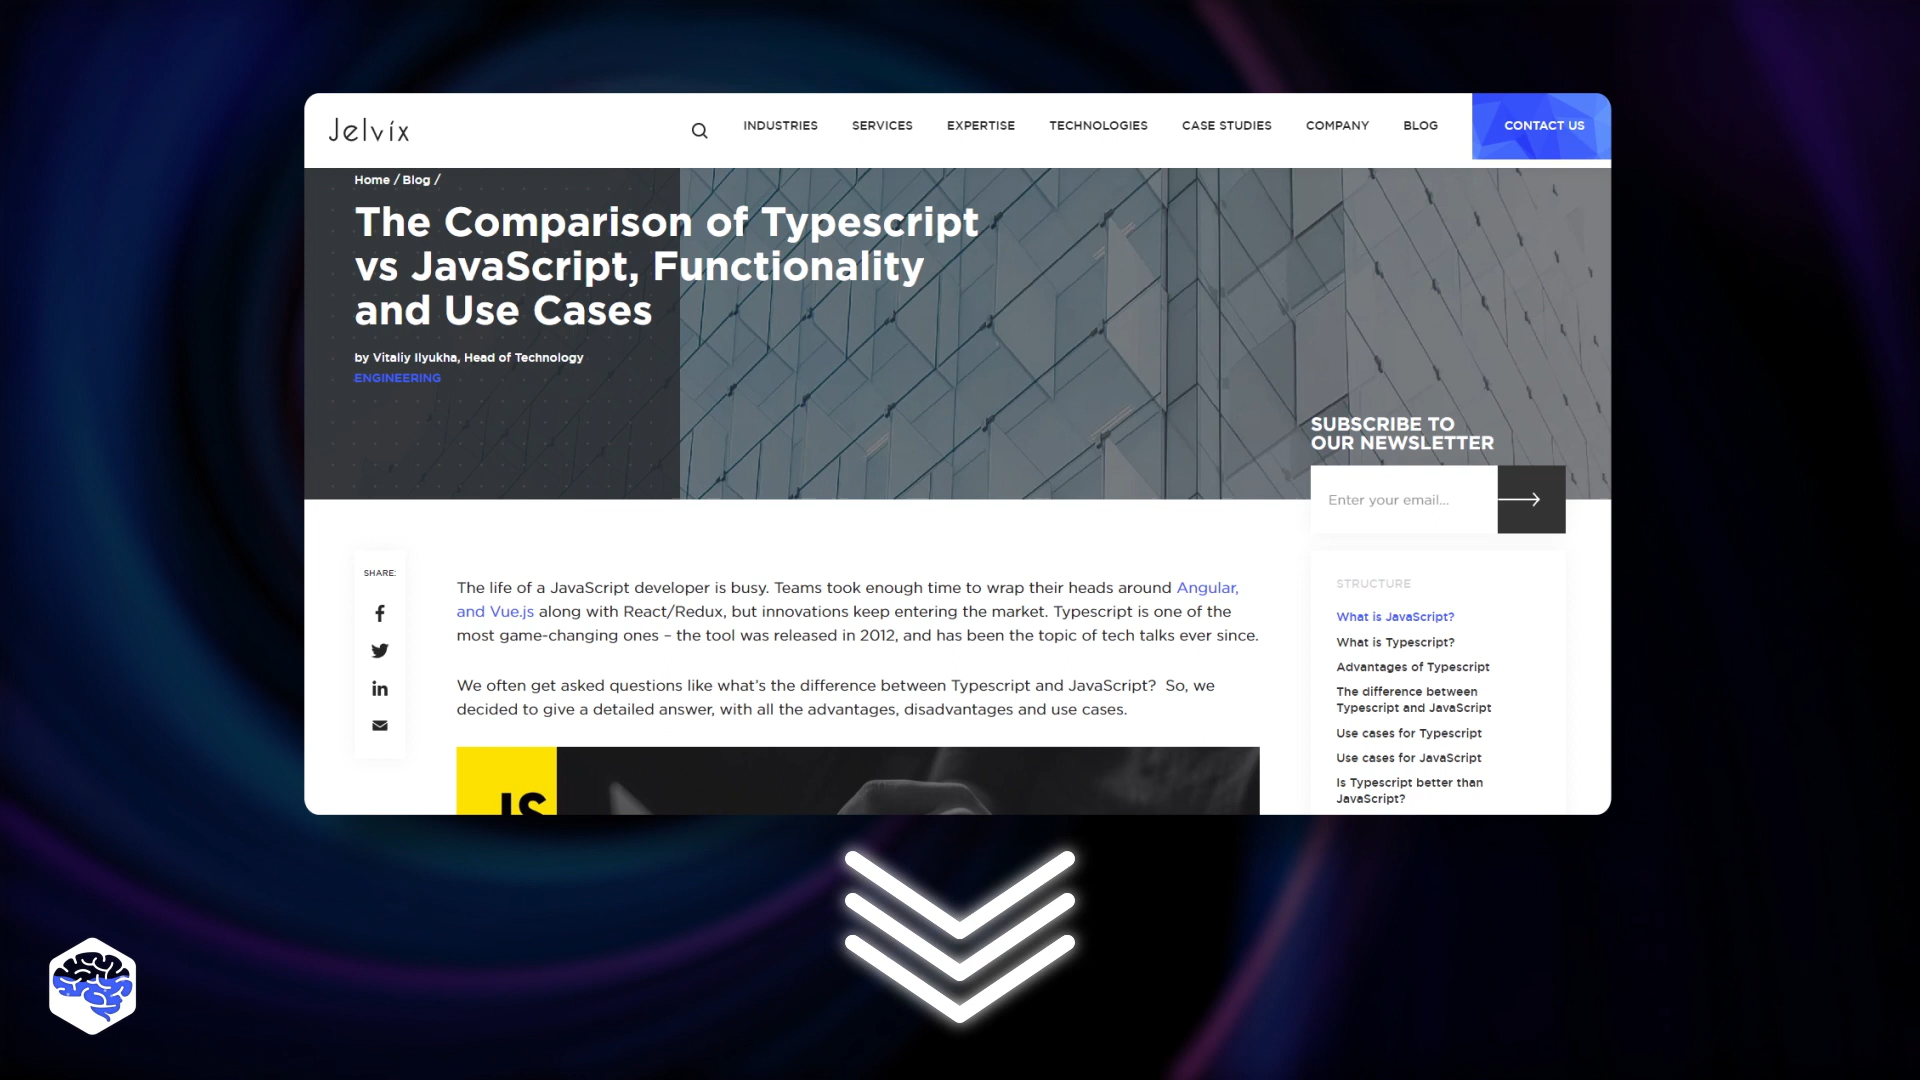 Jelvix
INDUSTRIES
SERVICES
EXPERTISE
TECHNOLOGIES
CASE STUDIES
COMPANY
BLOG
CONTACT US
Home / Blog /
The Comparison of Typescript
vs JavaScript, Functionality
and Use Cases
by Vitaliy Ilyukha, Head of Technology
ENGINEERING
SUBSCRIBE TO
OUR NEWSLETTER
Enter your email...
SHARE:
The life of a JavaScript developer is busy. Teams took enough time to wrap their heads around Angular,
and Vue.js along with React/Redux, but innovations keep entering the market. Typescript is one of the
most game-changing ones – the tool was released in 2012, and has been the topic of tech talks ever since.
We often get asked questions like what's the difference between Typescript and JavaScript?  So, we
decided to give a detailed answer, with all the advantages, disadvantages and use cases.
JS
STRUCTURE
What is JavaScript?
What is Typescript?
Advantages of Typescript
The difference between
Typescript and JavaScript
Use cases for Typescript
Use cases for JavaScript
Is Typescript better than
JavaScript?